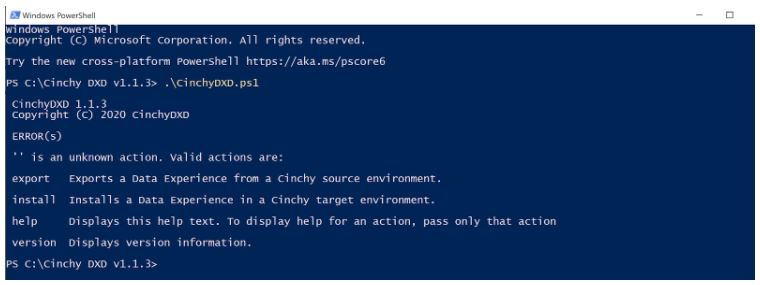 Windows PowerShell
Windows PowerShell
Copyright (C) Microsoft Corporation. All rights reserved.
Try the new cross-platform PowerShell https://aka.ms/pscore6
PS C:\Cinchy DXD v1.1.3> .\CinchyDXD.ps1
CinchyDXD 1.1.3
Copyright (C) 2020 CinchyDXD
ERROR(s)
'' is an unknown action. Valid actions are:
export Exports a Data Experience from a Cinchy source environment.
install Installs a Data Experience in a Cinchy target environment.
help Displays this help text. To display help for an action, pass only that action
version Displays version information.
PS C:\Cinchy DXD v1.1.3>